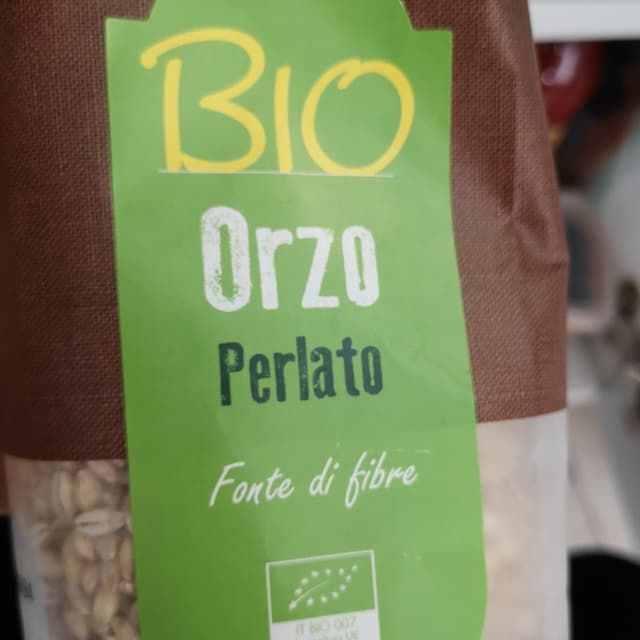 BIO
Orzo
Perlato
Fonte di fibre
IT BIO 007